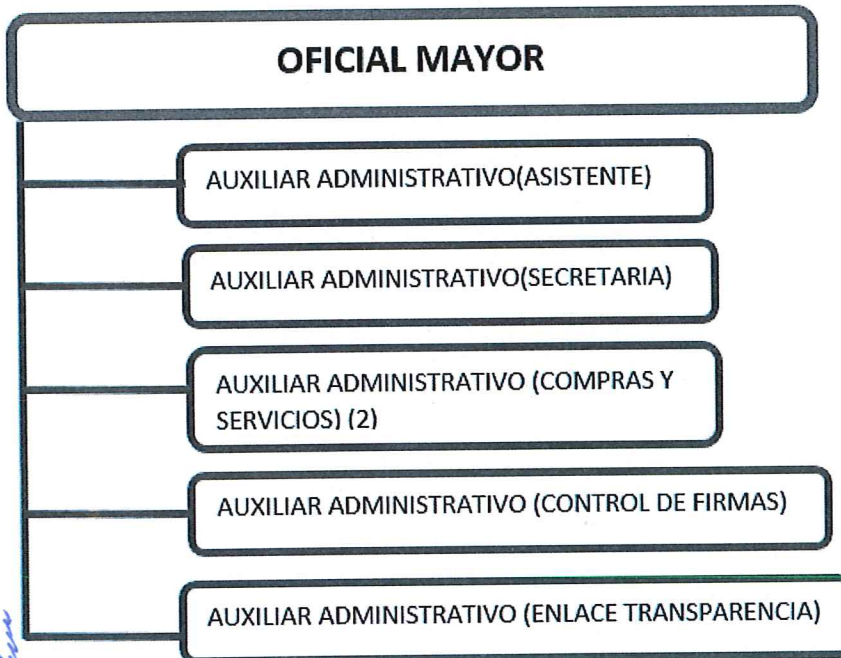 OFICIAL MAYOR
AUXILIAR ADMINISTRATIVO(ASISTENTE)
AUXILIAR ADMINISTRATIVO(SECRETARIA)
AUXILIAR ADMINISTRATIVO (COMPRAS Y
SERVICIOS) (2)
AUXILIAR ADMINISTRATIVO (CONTROL DE FIRMAS)
AUXILIAR ADMINISTRATIVO (ENLACE TRANSPARENCIA)